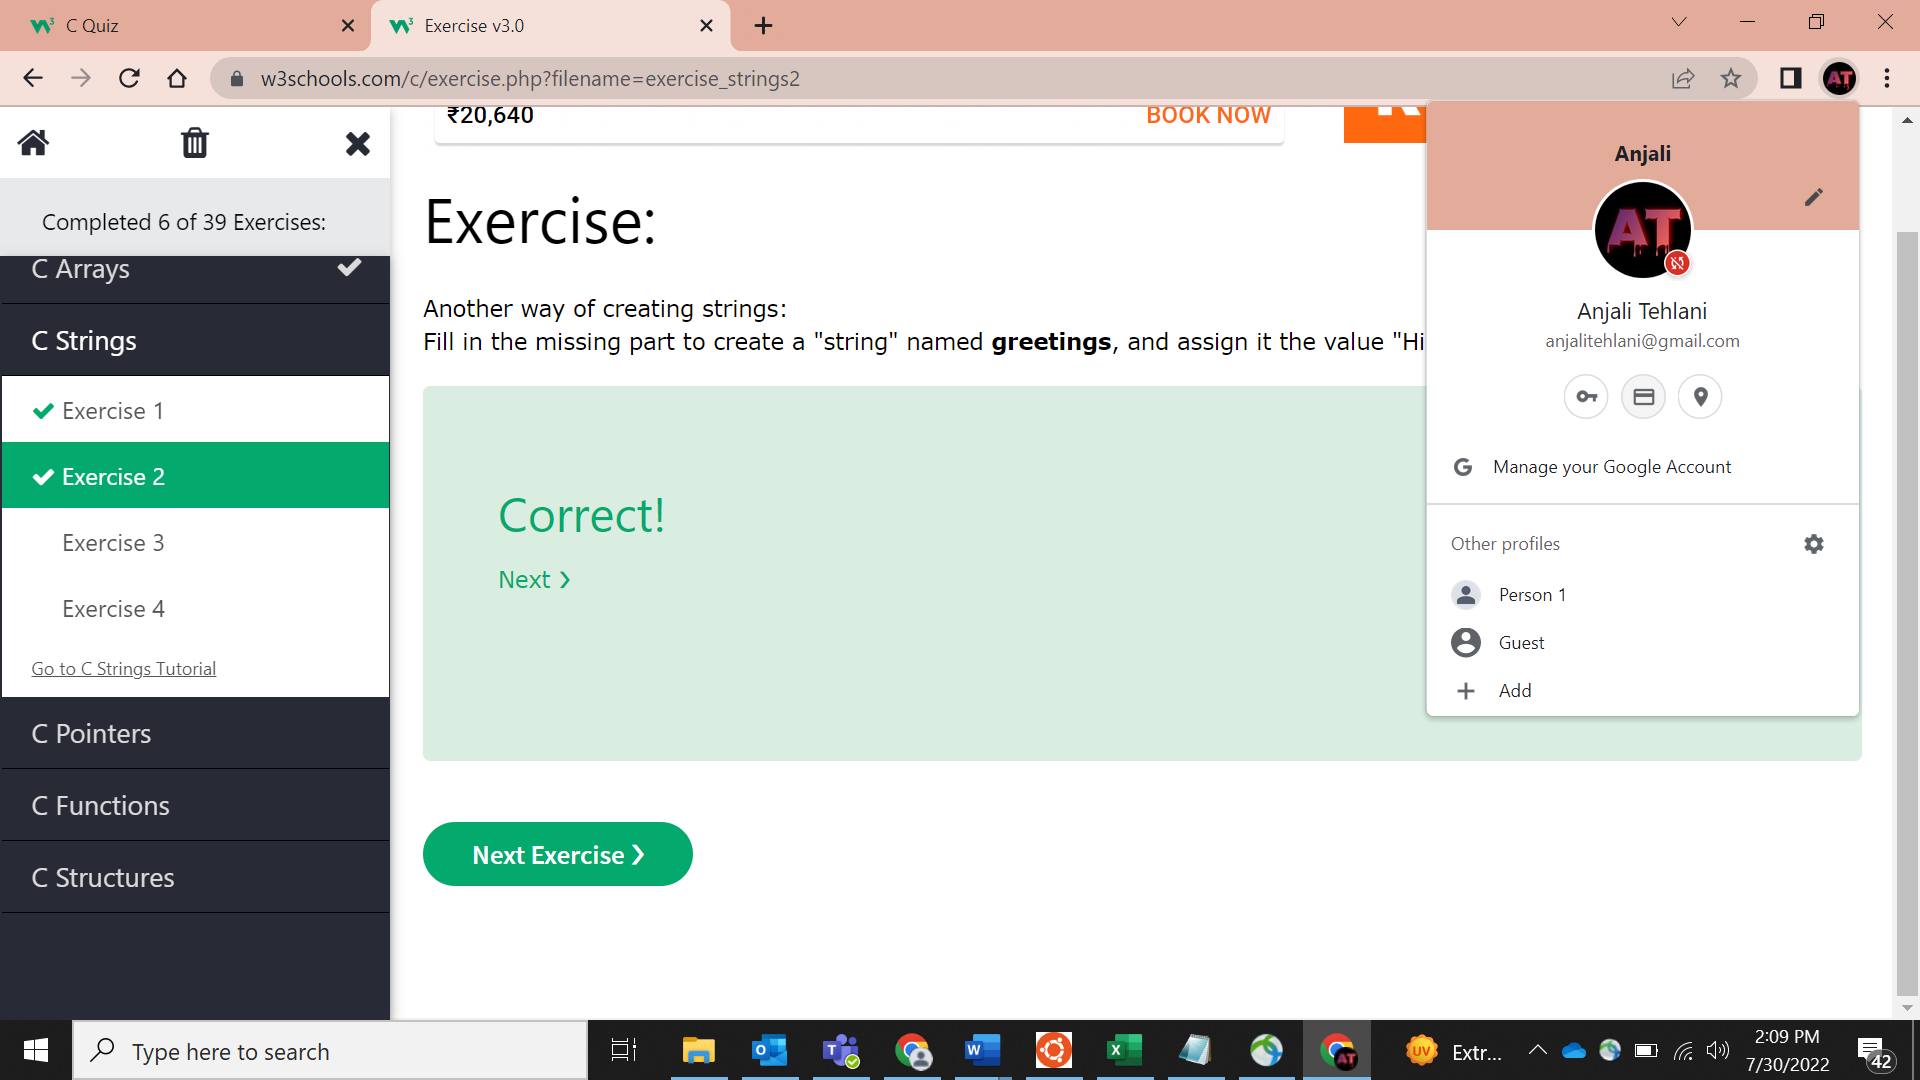 C Quiz
Exercise v3.0
w3schools.com/c/exercise.php?filename=exercise_strings2
AT
₹20,640
BOOK NOW
Completed 6 of 39 Exercises:
C Arrays
C Strings
Exercise 1
Exercise 2
Exercise 3
Exercise 4
Go to C Strings Tutorial
C Pointers
C Functions
C Structures
Exercise:
Another way of creating strings:
Fill in the missing part to create a "string" named greetings, and assign it the value "Hi
Correct!
Next ❯
Next Exercise ❯
Anjali
AT
Anjali Tehlani
anjalitehlani@gmail.com
G Manage your Google Account
Other profiles
Person 1
Guest
Add
Type here to search
UV Extr...
2:09 PM
7/30/2022
42